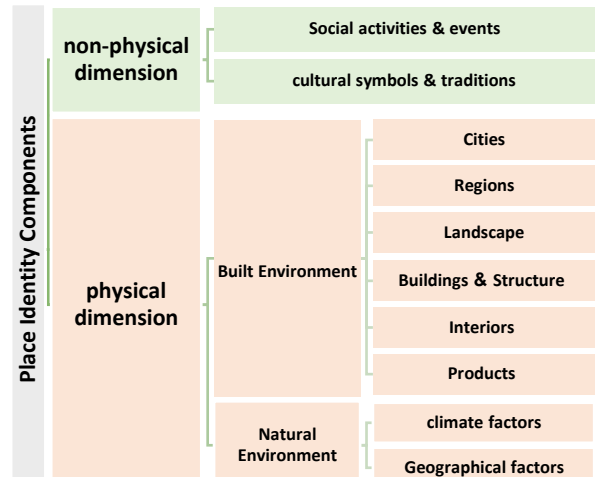 Place Identity Components
non-physical
dimension
Social activities & events
cultural symbols & traditions
physical
dimension
Built Environment
Cities
Regions
Landscape
Buildings & Structure
Interiors
Products
Natural
Environment
climate factors
Geographical factors